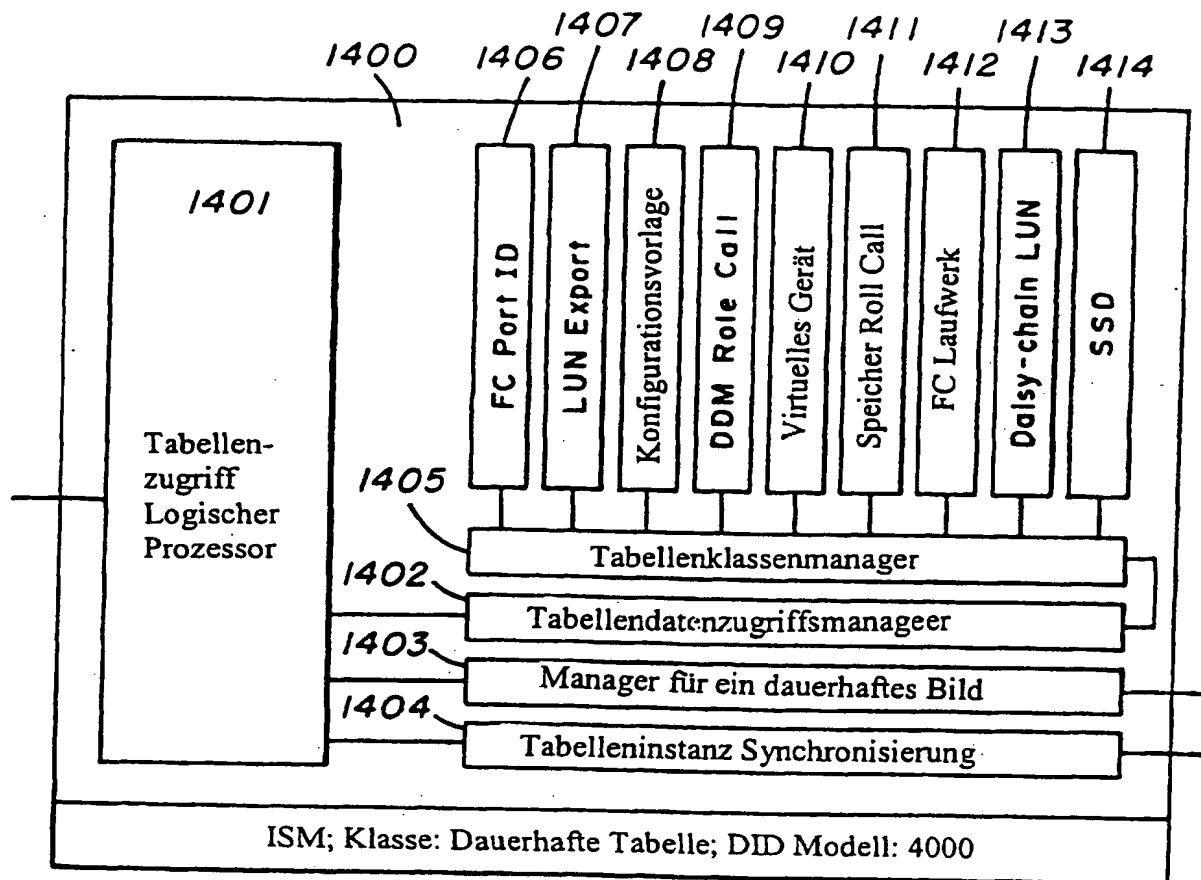 1407
1409
1411
1413
1400
1406
1408
1410
1412
1414
1401
FC Port ID
LUN Export
Konfigurationsvorlage
DDM Role Call
Virtuelles Gerät
Speicher Roll Call
FC Laufwerk
Daisy-chain LUN
SSD
Tabellen-
zugriff
Logischer
Prozessor
1405
Tabellenklassenmanager
1402
Tabellendatenzugriffsmanageer
1403
Manager für ein dauerhaftes Bild
1404
Tabelleninstanz Synchronisierung
ISM; Klasse: Dauerhafte Tabelle; DID Modell: 4000